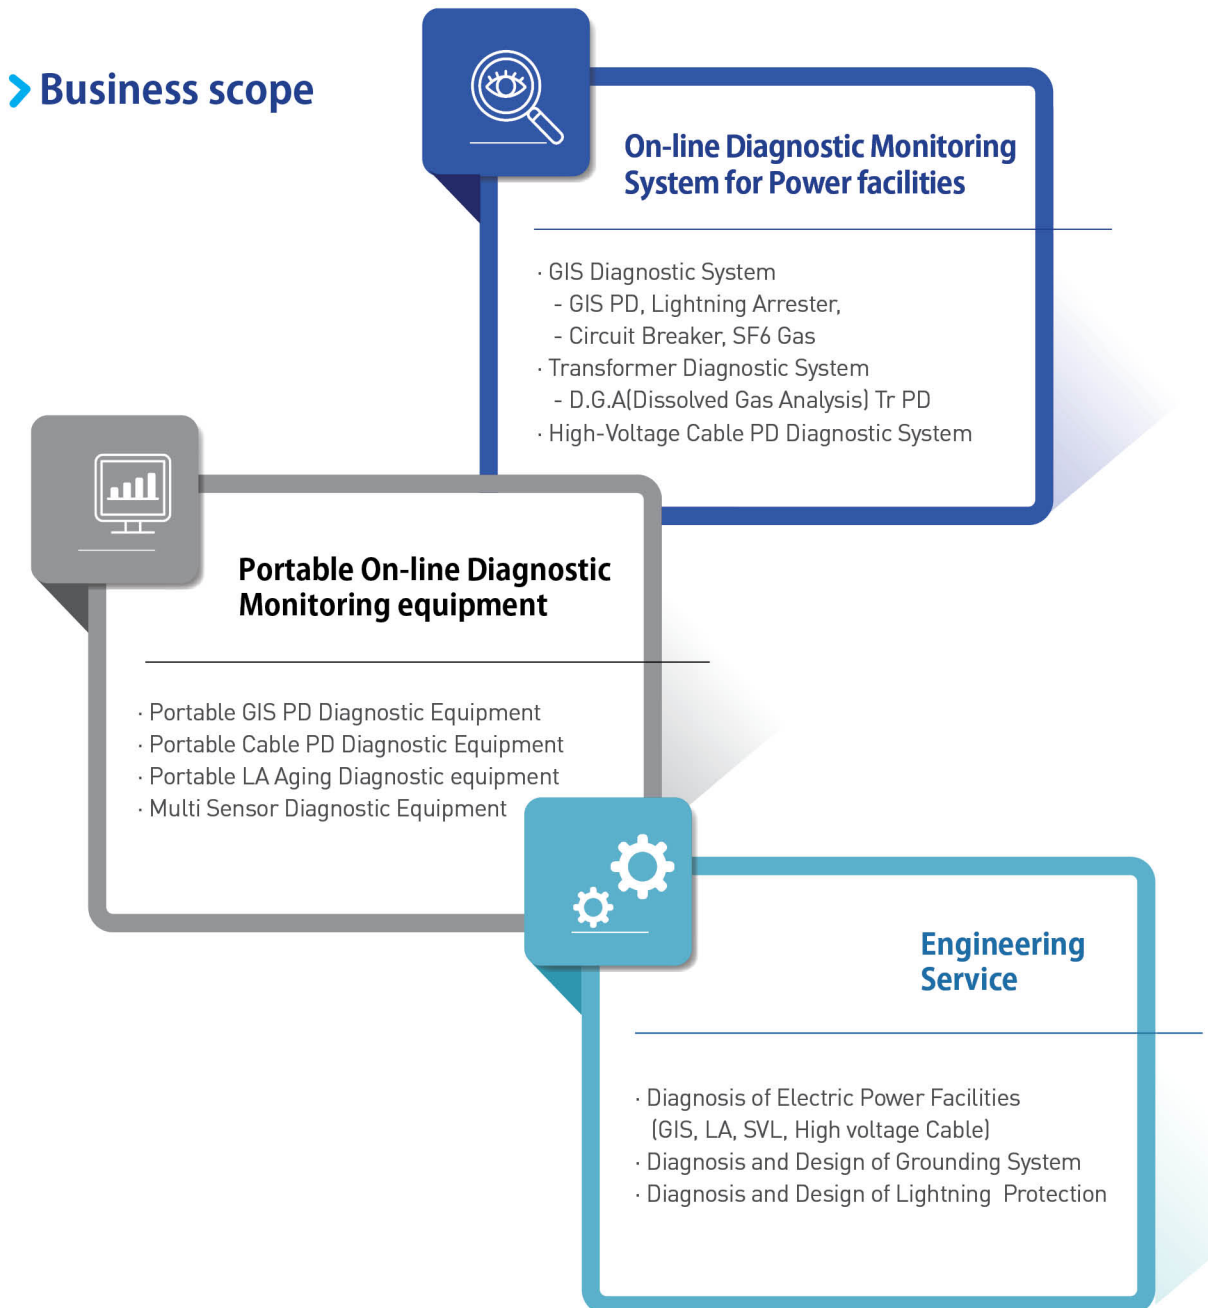 Business scope
On-line Diagnostic Monitoring
System for Power facilities
· GIS Diagnostic System
- GIS PD, Lightning Arrester,
- Circuit Breaker, SF6 Gas
· Transformer Diagnostic System
- D.G.A(Dissolved Gas Analysis) Tr PD
· High-Voltage Cable PD Diagnostic System
Portable On-line Diagnostic
Monitoring equipment
· Portable GIS PD Diagnostic Equipment
· Portable Cable PD Diagnostic Equipment
· Portable LA Aging Diagnostic equipment
· Multi Sensor Diagnostic Equipment
Engineering
Service
· Diagnosis of Electric Power Facilities
(GIS, LA, SVL, High voltage Cable)
· Diagnosis and Design of Grounding System
· Diagnosis and Design of Lightning Protection